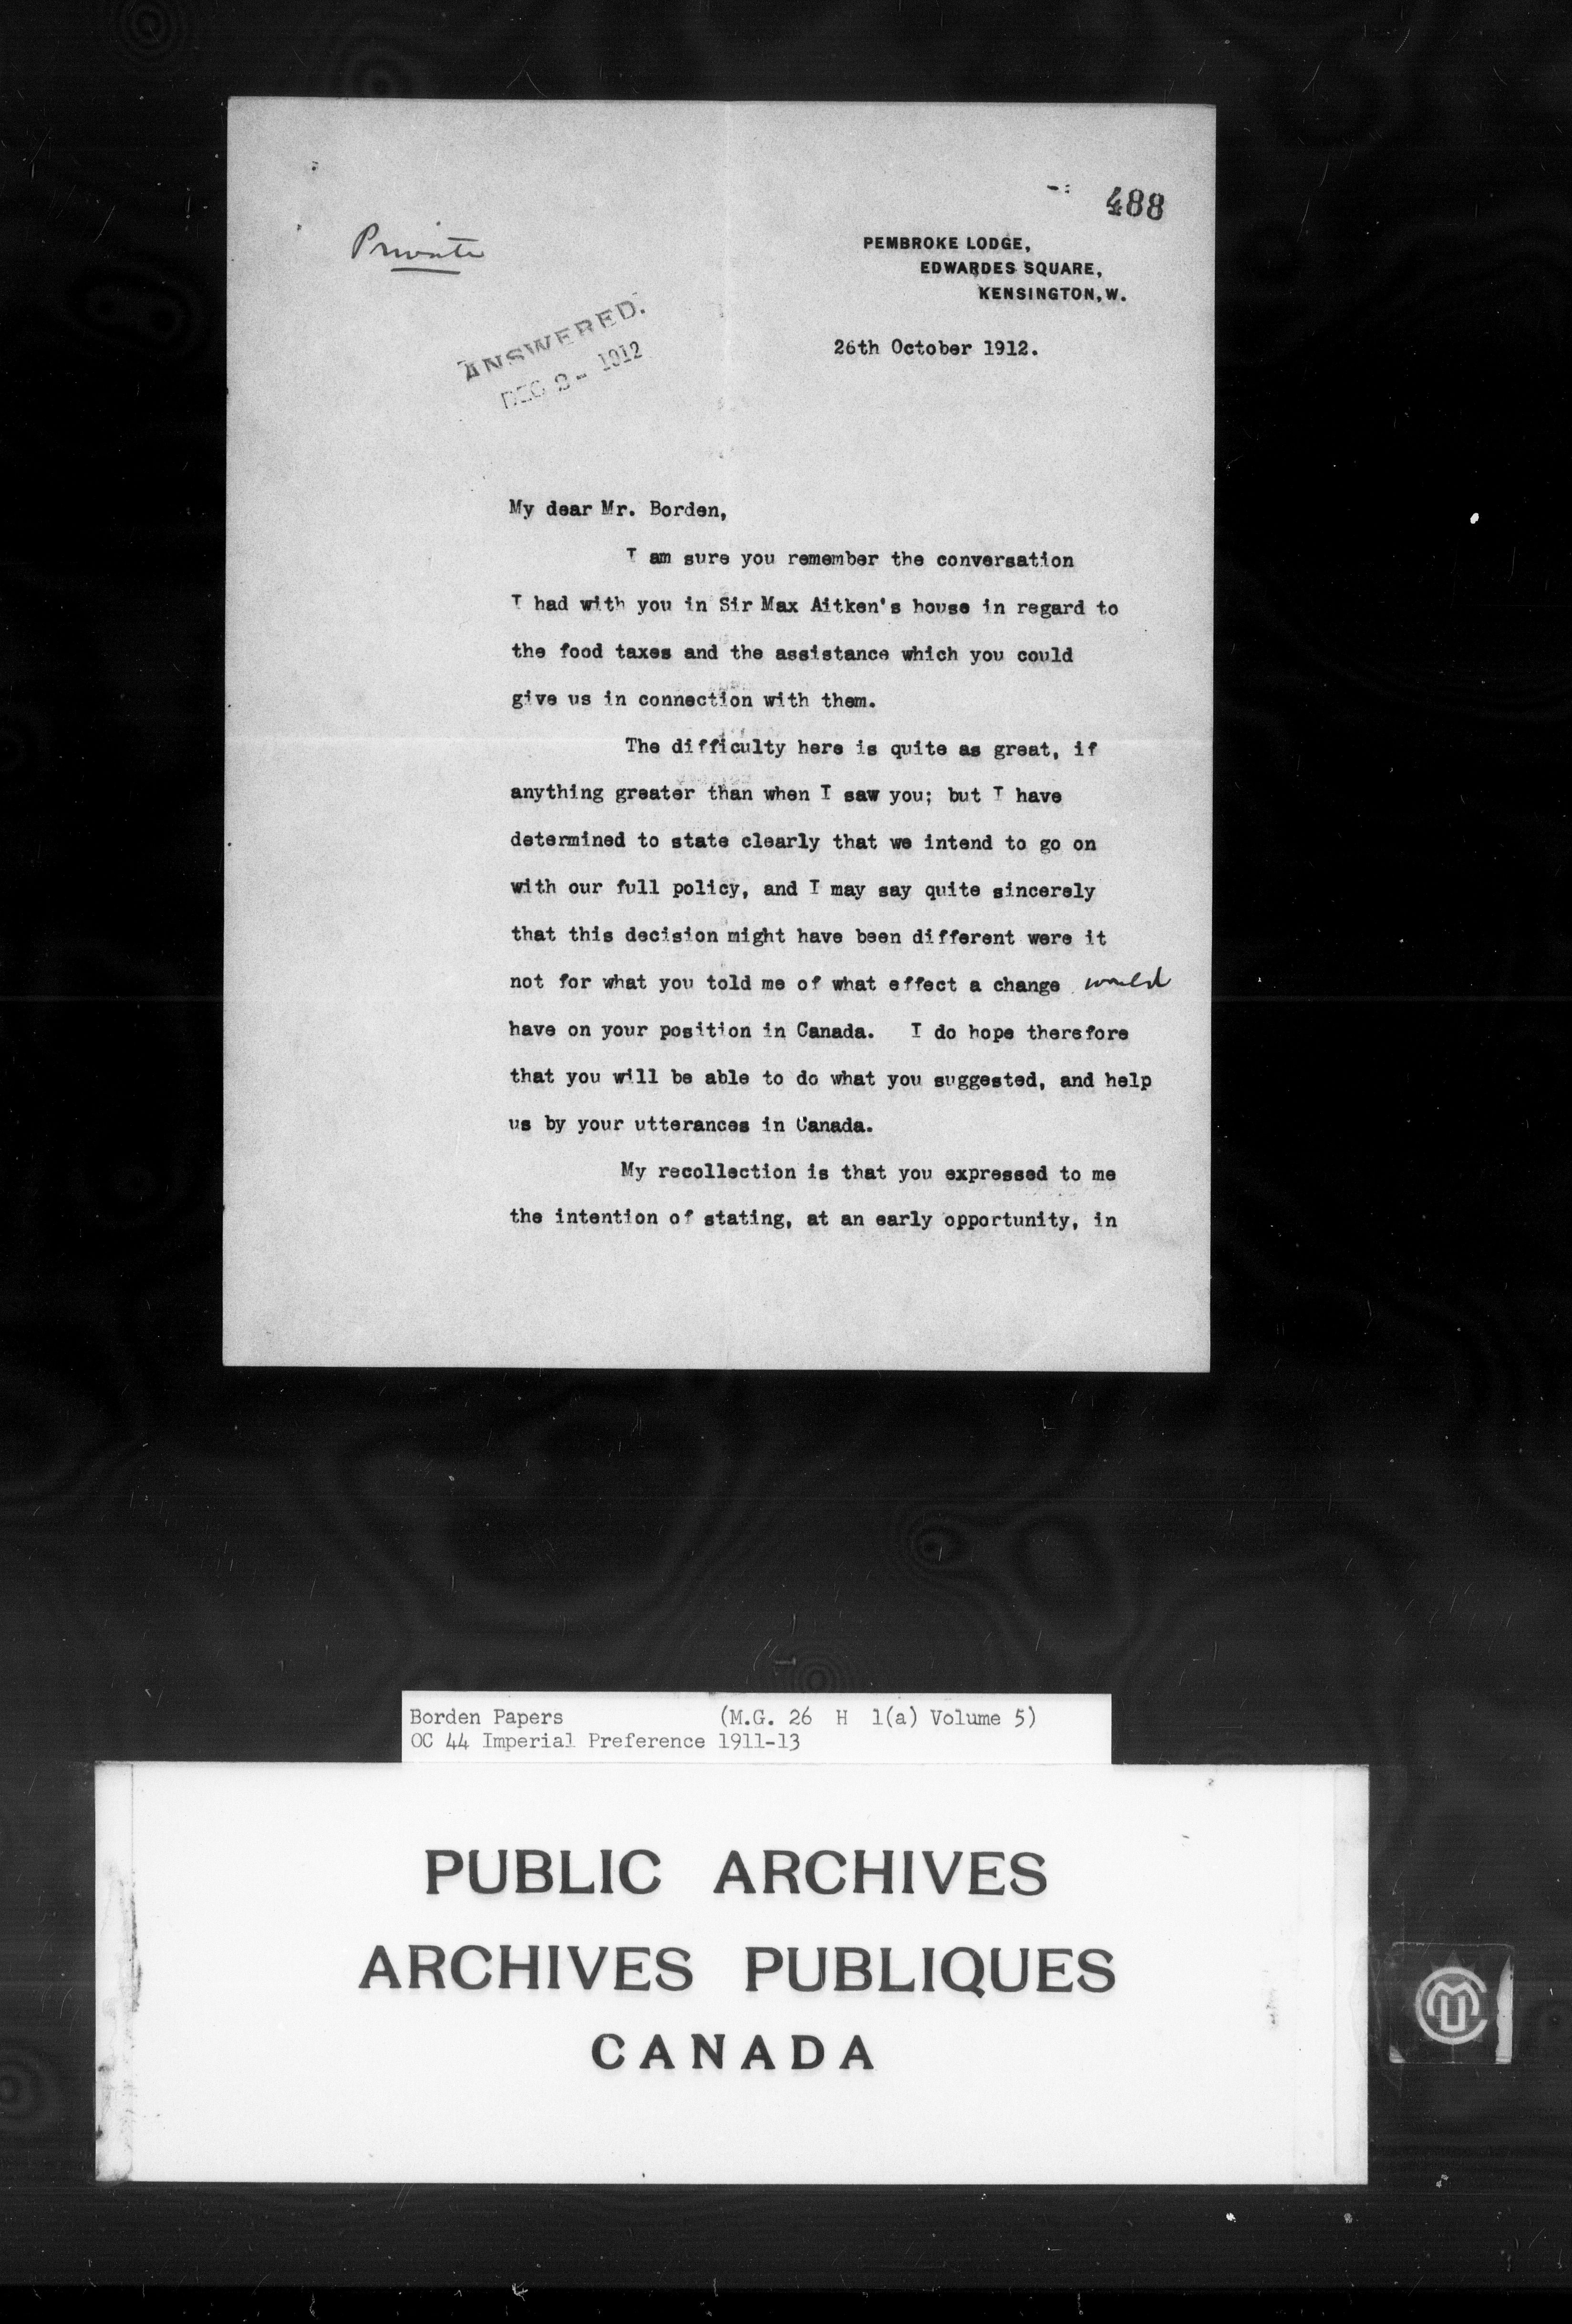 488
Private
PEMBROKE LODGE,
EDWARDES SQUARE,
KENSINGTON, W.
ANSWERED.
DEC 2 - 1912
26th October 1912.
My dear Mr. Borden,
I am sure you remember the conversation
I had with you in Sir Max Aitken's house in regard to
the food taxes and the assistance which you could
give us in connection with them.
The difficulty here is quite as great, if
anything greater than when I saw you; but I have
determined to state clearly that we intend to go on
with our full policy, and I may say quite sincerely
that this decision might have been different were it
not for what you told me of what effect a change would
have on your position in Canada. I do hope therefore
that you will be able to do what you suggested, and help
us by your utterances in Canada.
My recollection is that you expressed to me
the intention of stating, at an early opportunity, in
Borden Papers (M.G. 26 H 1(a) Volume 5)
OC 44 Imperial Preference 1911-13
PUBLIC ARCHIVES
ARCHIVES PUBLIQUES
CANADA